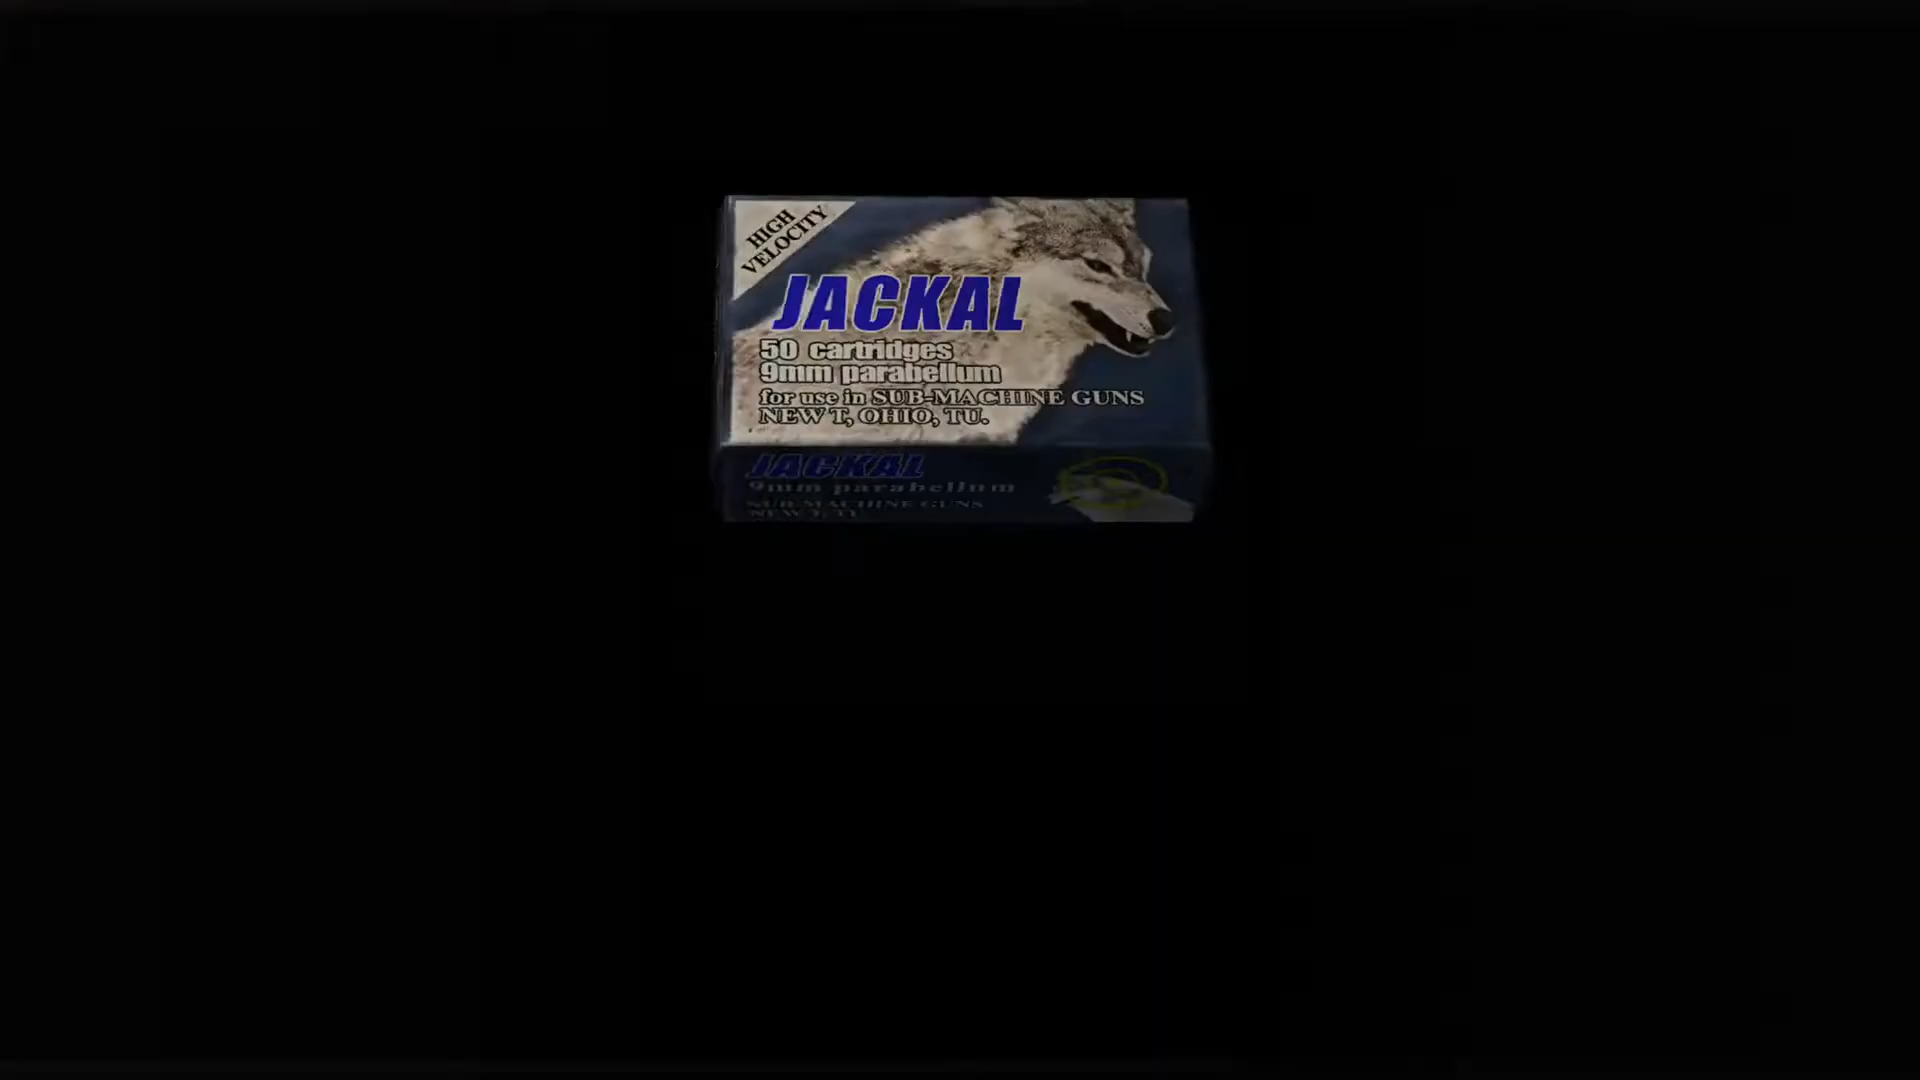 HIGH
VELOCITY
JACKAL
50 cartridges
9mm parabellum
for use in SUB-MACHINE GUNS
NEW T, OHIO, TU.
JACKAL
9mm parabellum
SUB-MACHINE GUNS